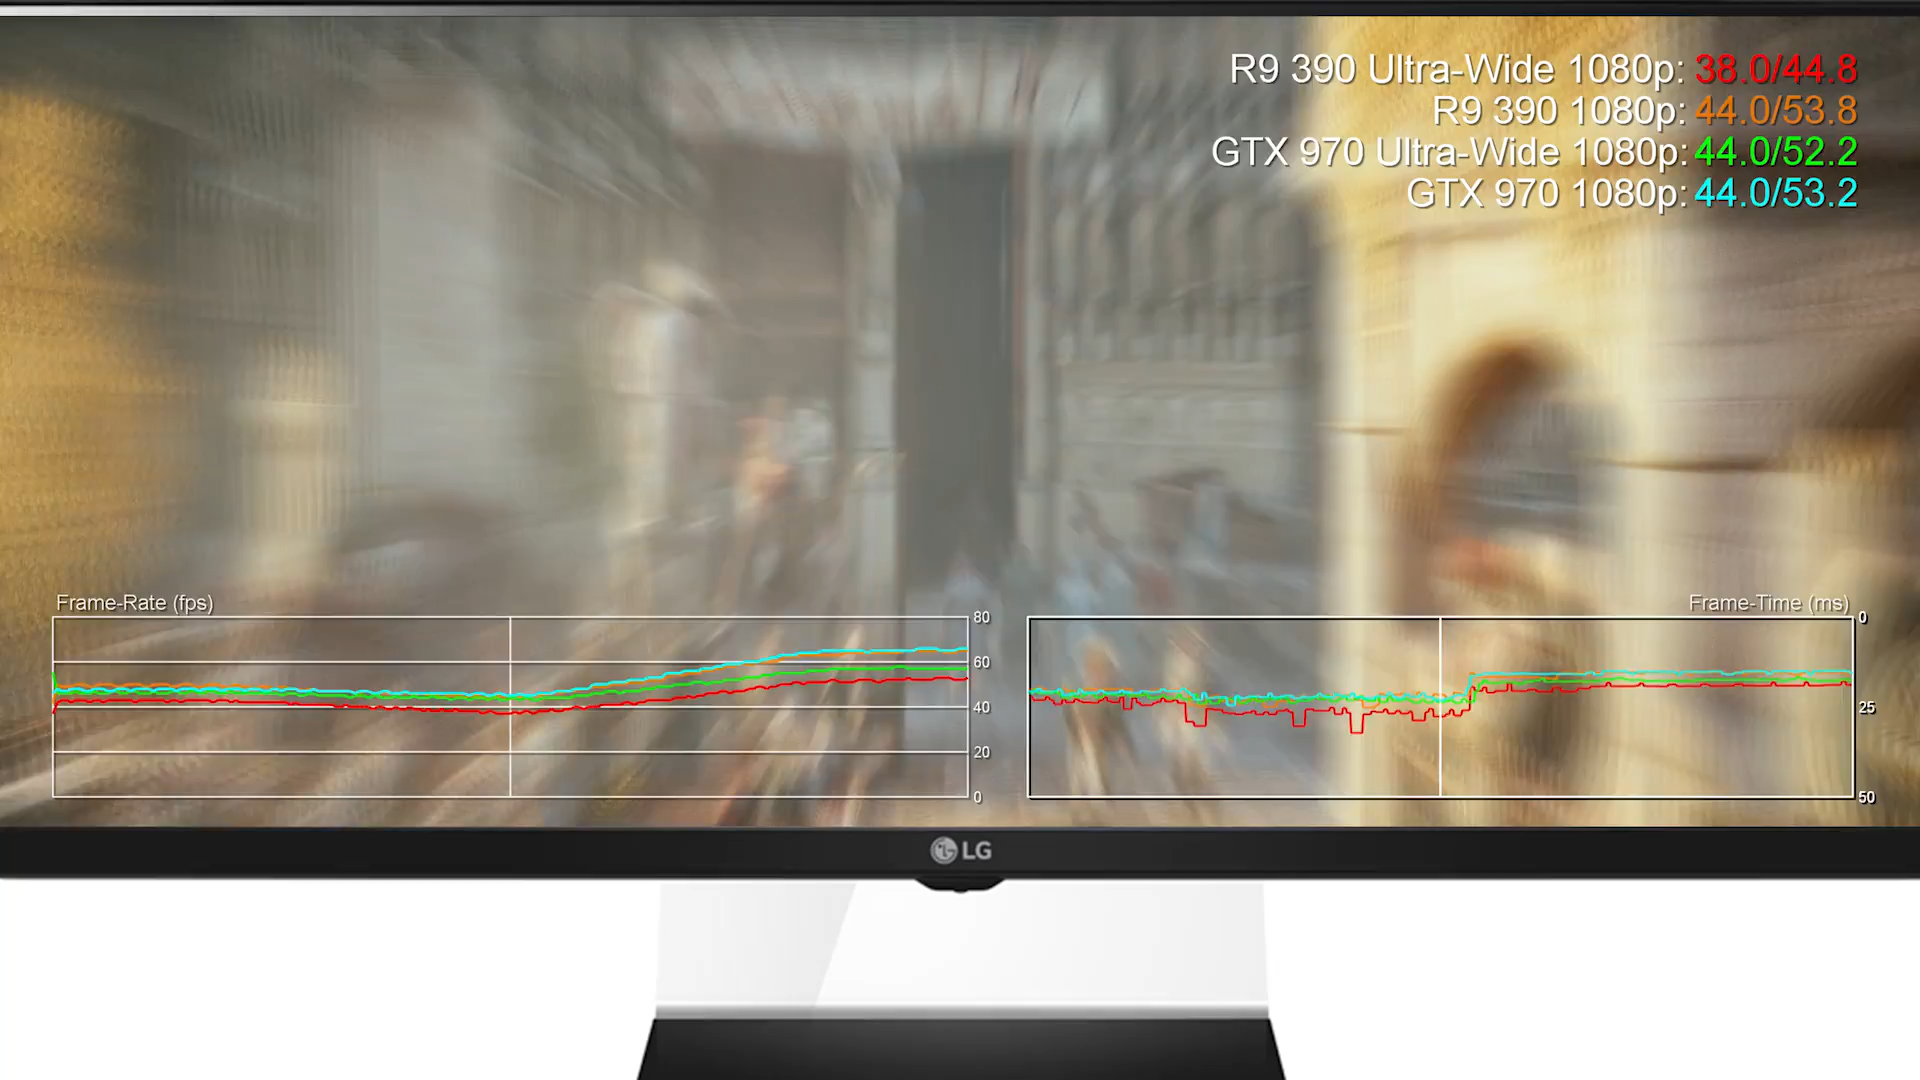 R9 390 Ultra-Wide 1080p: 38.0/44.8
R9 390 1080p: 44.0/53.8
GTX 970 Ultra-Wide 1080p: 44.0/52.2
GTX 970 1080p: 44.0/53.2
Frame-Rate (fps)
80
60
40
20
0
Frame-Time (ms)
0
25
50
LG